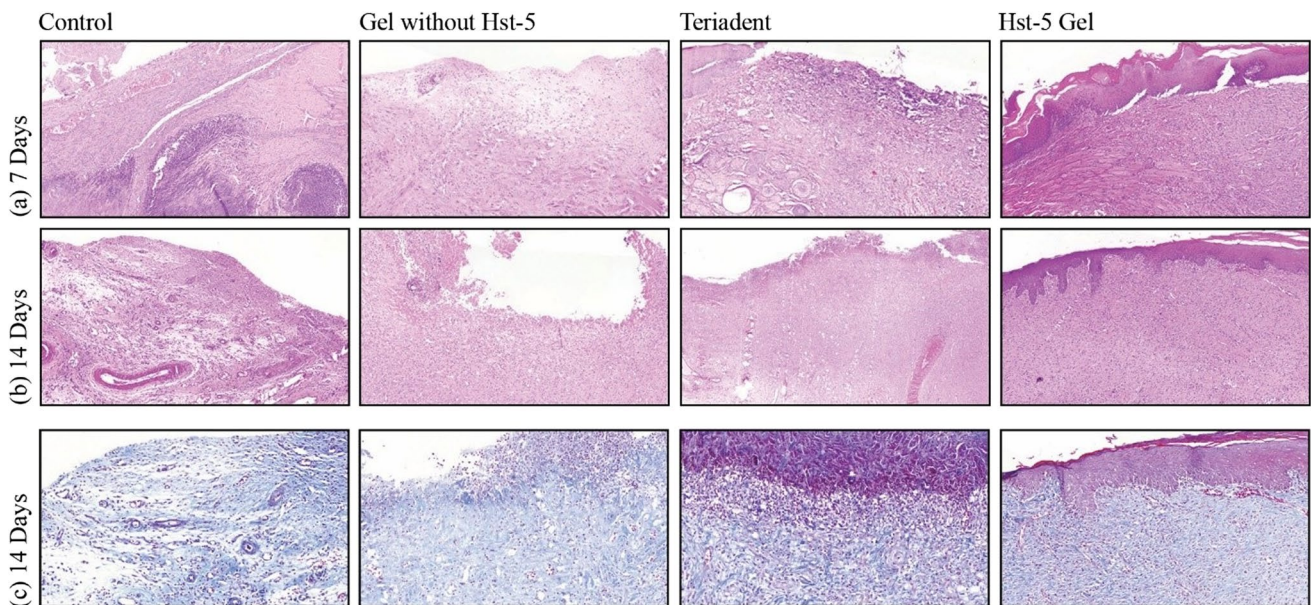 Control
Gel without Hst-5
Teriadent
Hst-5 Gel
(a) 7 Days
(b) 14 Days
(c) 14 Days